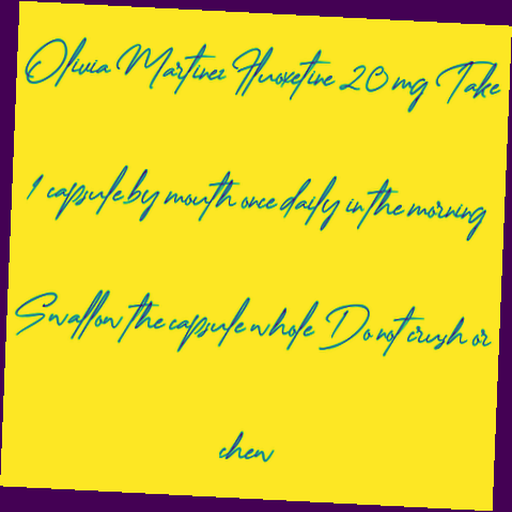 Olivia Martinez Fluoxetine 20 mg Take
1 capsule by mouth once daily in the morning
Swallow the capsule whole Do not crush or
chew